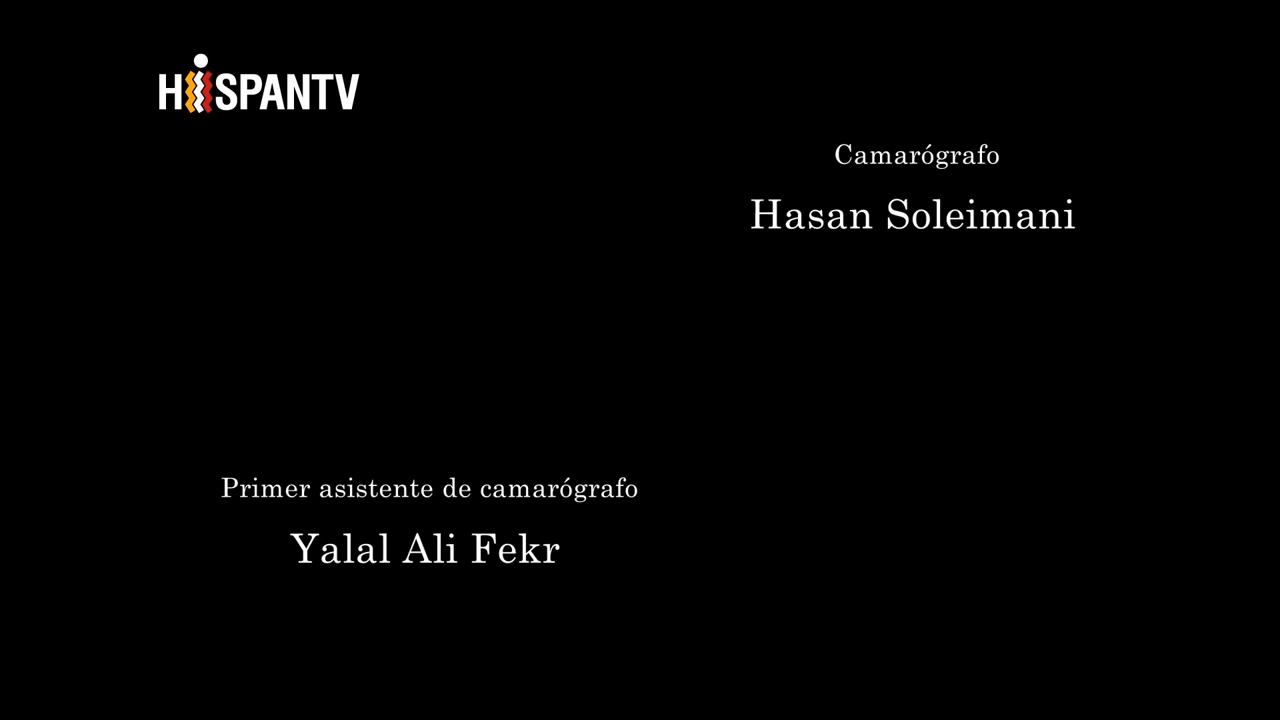 HISPANTV
Camarógrafo
Hasan Soleimani
Primer asistente de camarógrafo
Yalal Ali Fekr